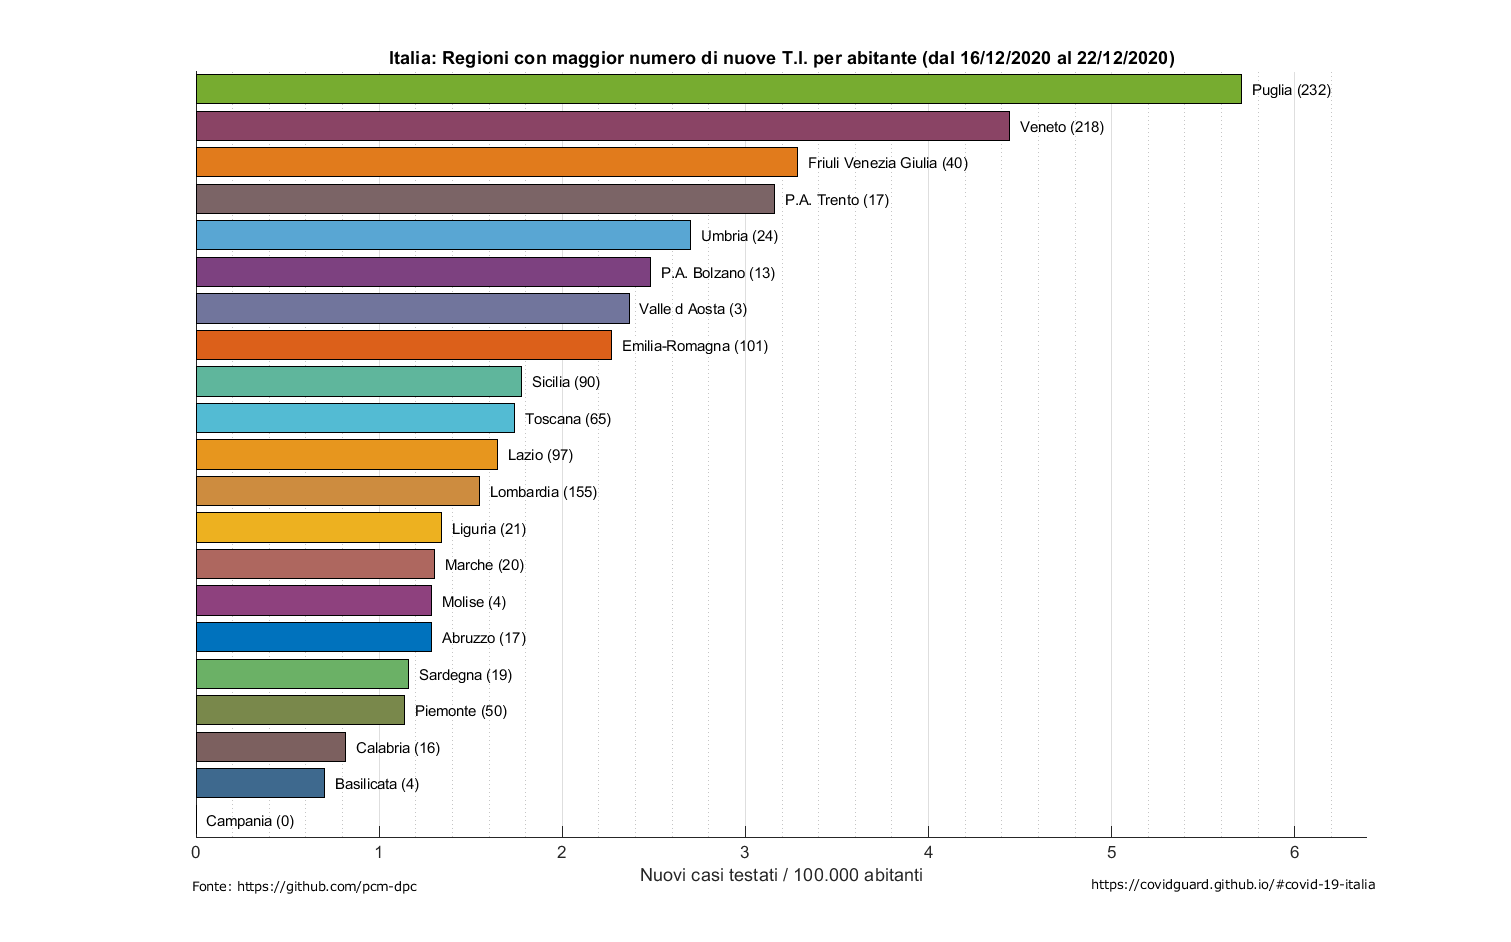 Italia: Regioni con maggior numero di nuove T.I. per abitante (dal 16/12/2020 al 22/12/2020)
Puglia (232)
Veneto (218)
Friuli Venezia Giulia (40)
P.A. Trento (17)
Umbria (24)
P.A. Bolzano (13)
Valle d Aosta (3)
Emilia-Romagna (101)
Sicilia (90)
Toscana (65)
Lazio (97)
Lombardia (155)
Liguria (21)
Marche (20)
Molise (4)
Abruzzo (17)
Sardegna (19)
Piemonte (50)
Calabria (16)
Basilicata (4)
Campania (0)
0 1 2 3 4 5 6
Nuovi casi testati / 100.000 abitanti
Fonte: https://github.com/pcm-dpc
https://covidguard.github.io/#covid-19-italia